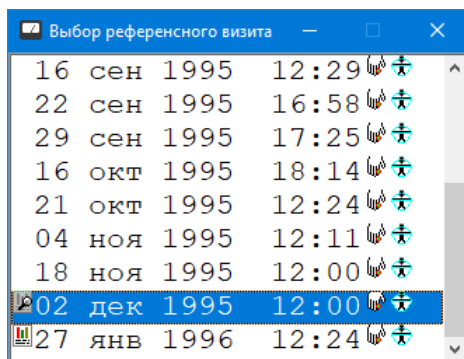 Выбор референсного визита
16 сен 1995 12:29
22 сен 1995 16:58
29 сен 1995 17:25
16 окт 1995 18:14
21 окт 1995 12:24
04 ноя 1995 12:11
18 ноя 1995 12:00
02 дек 1995 12:00
27 янв 1996 12:24